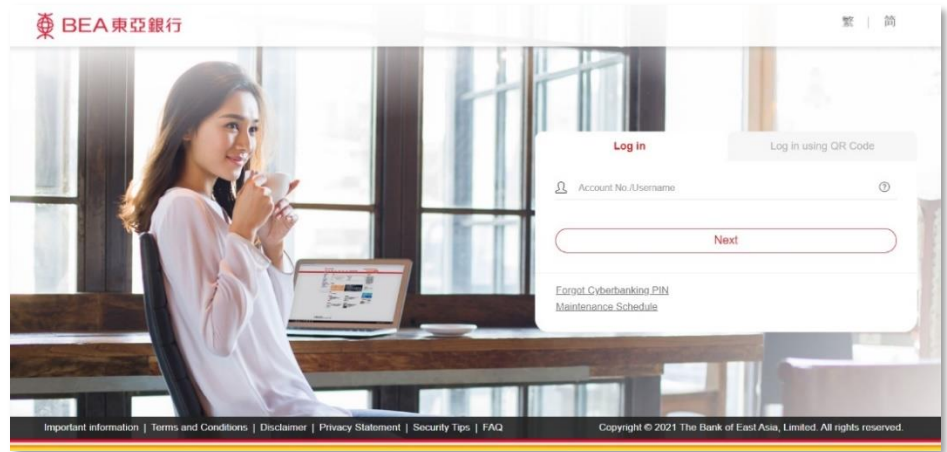 BEA東亞銀行
繁 | 简
Log in
Log in using QR Code
Account No./Username
Next
Forgot Cyberbanking PIN
Maintenance Schedule
Important information | Terms and Conditions | Disclaimer | Privacy Statement | Security Tips | FAQ
Copyright © 2021 The Bank of East Asia, Limited. All rights reserved.